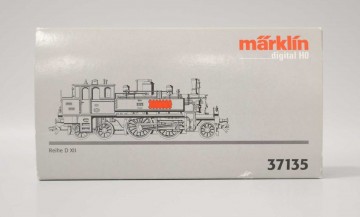 märklin
digital H0
Reihe D XII
37135